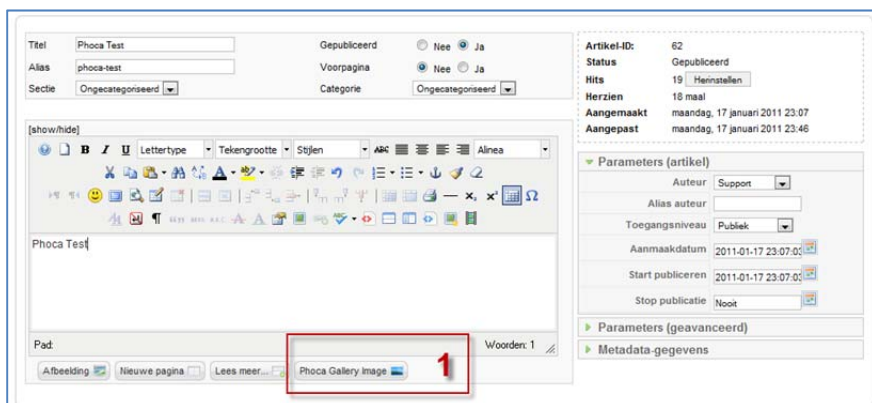 Titel Phoca Test Gepubliceerd Nee Ja
Alias phoca-test Voorpagina Nee Ja
Sectie Ongecategoriseerd Categorie Ongecategoriseerd
[show/hide]
B I U Lettertype Tekengrootte Stijlen ABC Alinea
Phoca Test
Pad: Woorden: 1
Afbeelding Nieuwe pagina Lees meer... Phoca Gallery Image 1
Artikel-ID: 62
Status Gepubliceerd
Hits 19 Herinstellen
Herzien 18 maal
Aangemaakt maandag, 17 januari 2011 23:07
Aangepast maandag, 17 januari 2011 23:46
Parameters (artikel)
Auteur Support
Alias auteur
Toegangsniveau Publiek
Aanmaakdatum 2011-01-17 23:07:03
Start publiceren 2011-01-17 23:07:03
Stop publicatie Nooit
Parameters (geavanceerd)
Metadata-gegevens